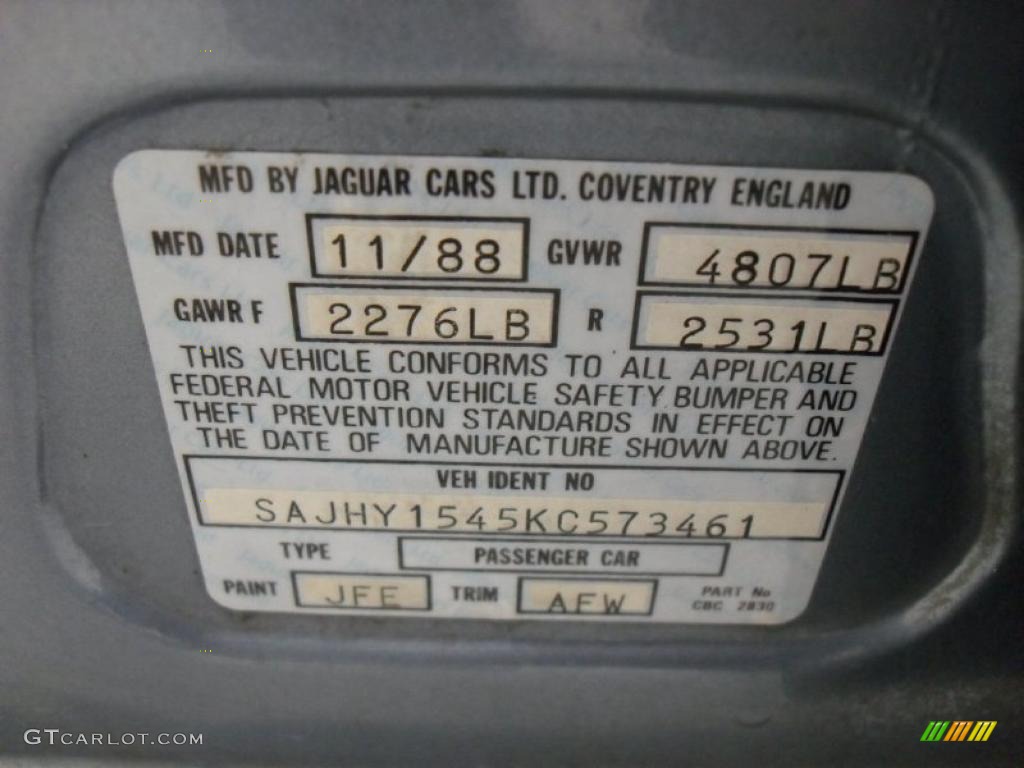 MFD BY JAGUAR CARS LTD. COVENTRY ENGLAND
MFD DATE 11/88 GVWR 4807LB
GAWR F 2276LB R 2531LB
THIS VEHICLE CONFORMS TO ALL APPLICABLE
FEDERAL MOTOR VEHICLE SAFETY, BUMPER AND
THEFT PREVENTION STANDARDS IN EFFECT ON
THE DATE OF MANUFACTURE SHOWN ABOVE.
VEH IDENT NO
SAJHY1545KC573461
TYPE PASSENGER CAR
PAINT JFE TRIM AFW PART No
CBC 2830
GTCARLOT.COM